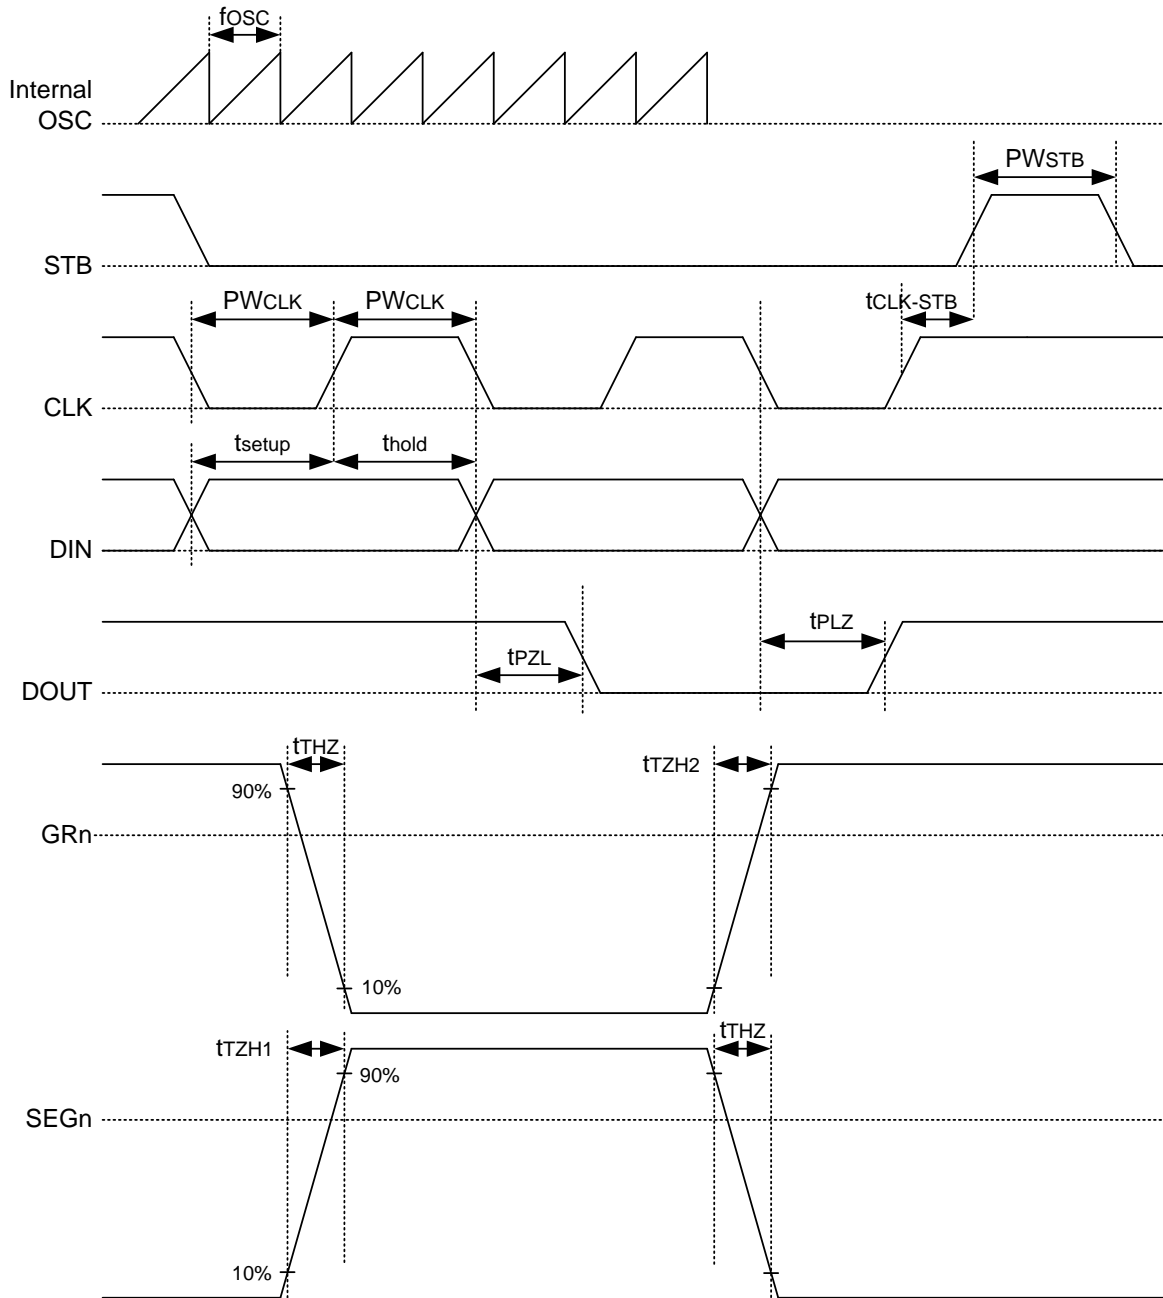 fOSC
Internal
OSC
PWSTB
STB
PWCLK PWCLK tCLK-STB
CLK
tsetup thold
DIN
tPZL tPLZ
DOUT
tTHZ tTZH2
90%
GRn
10%
tTZH1 tTHZ
90%
SEGn
10%